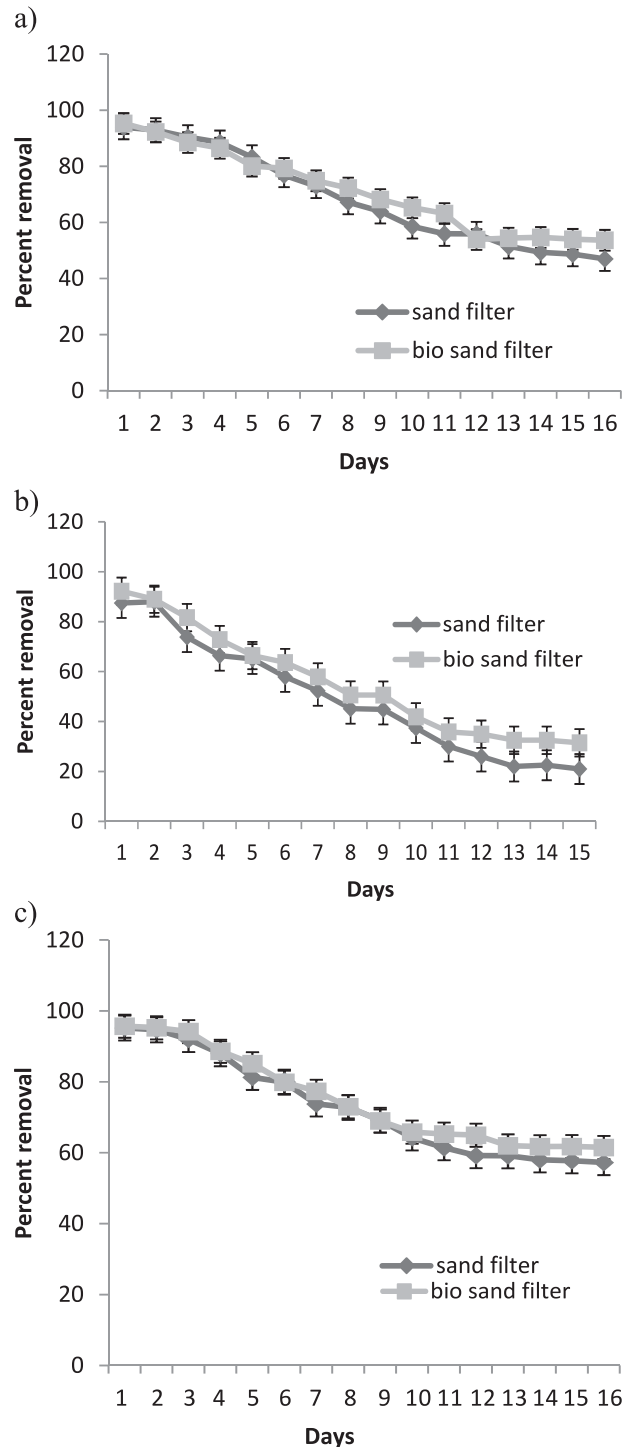 a)
120
100
80
60
40
20
0
Percent removal
sand filter
bio sand filter
1 2 3 4 5 6 7 8 9 10 11 12 13 14 15 16
Days
b)
120
100
80
60
40
20
0
Percent removal
sand filter
bio sand filter
1 2 3 4 5 6 7 8 9 10 11 12 13 14 15
Days
c)
120
100
80
60
40
20
0
Percent removal
sand filter
bio sand filter
1 2 3 4 5 6 7 8 9 10 11 12 13 14 15 16
Days